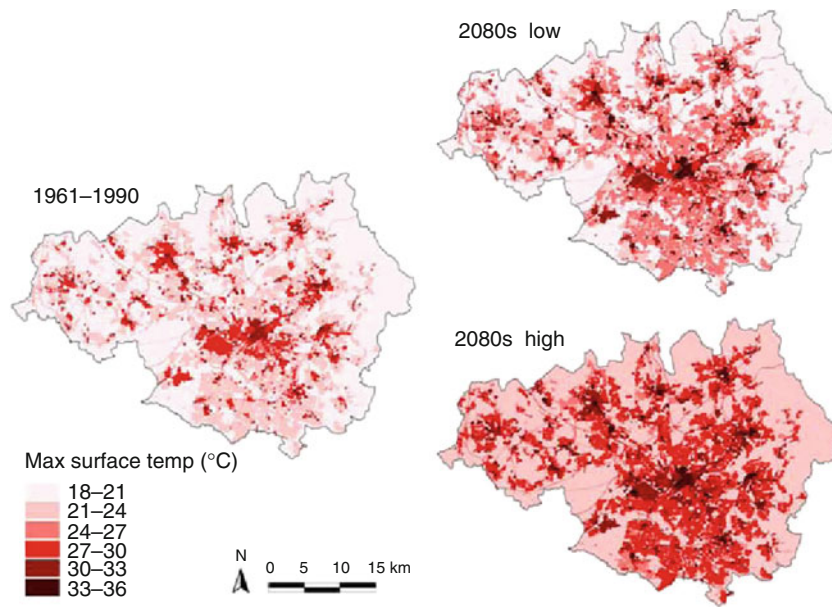 2080s low
1961–1990
2080s high
Max surface temp (°C)
18–21
21–24
24–27
27–30
30–33
33–36
N
0 5 10 15 km